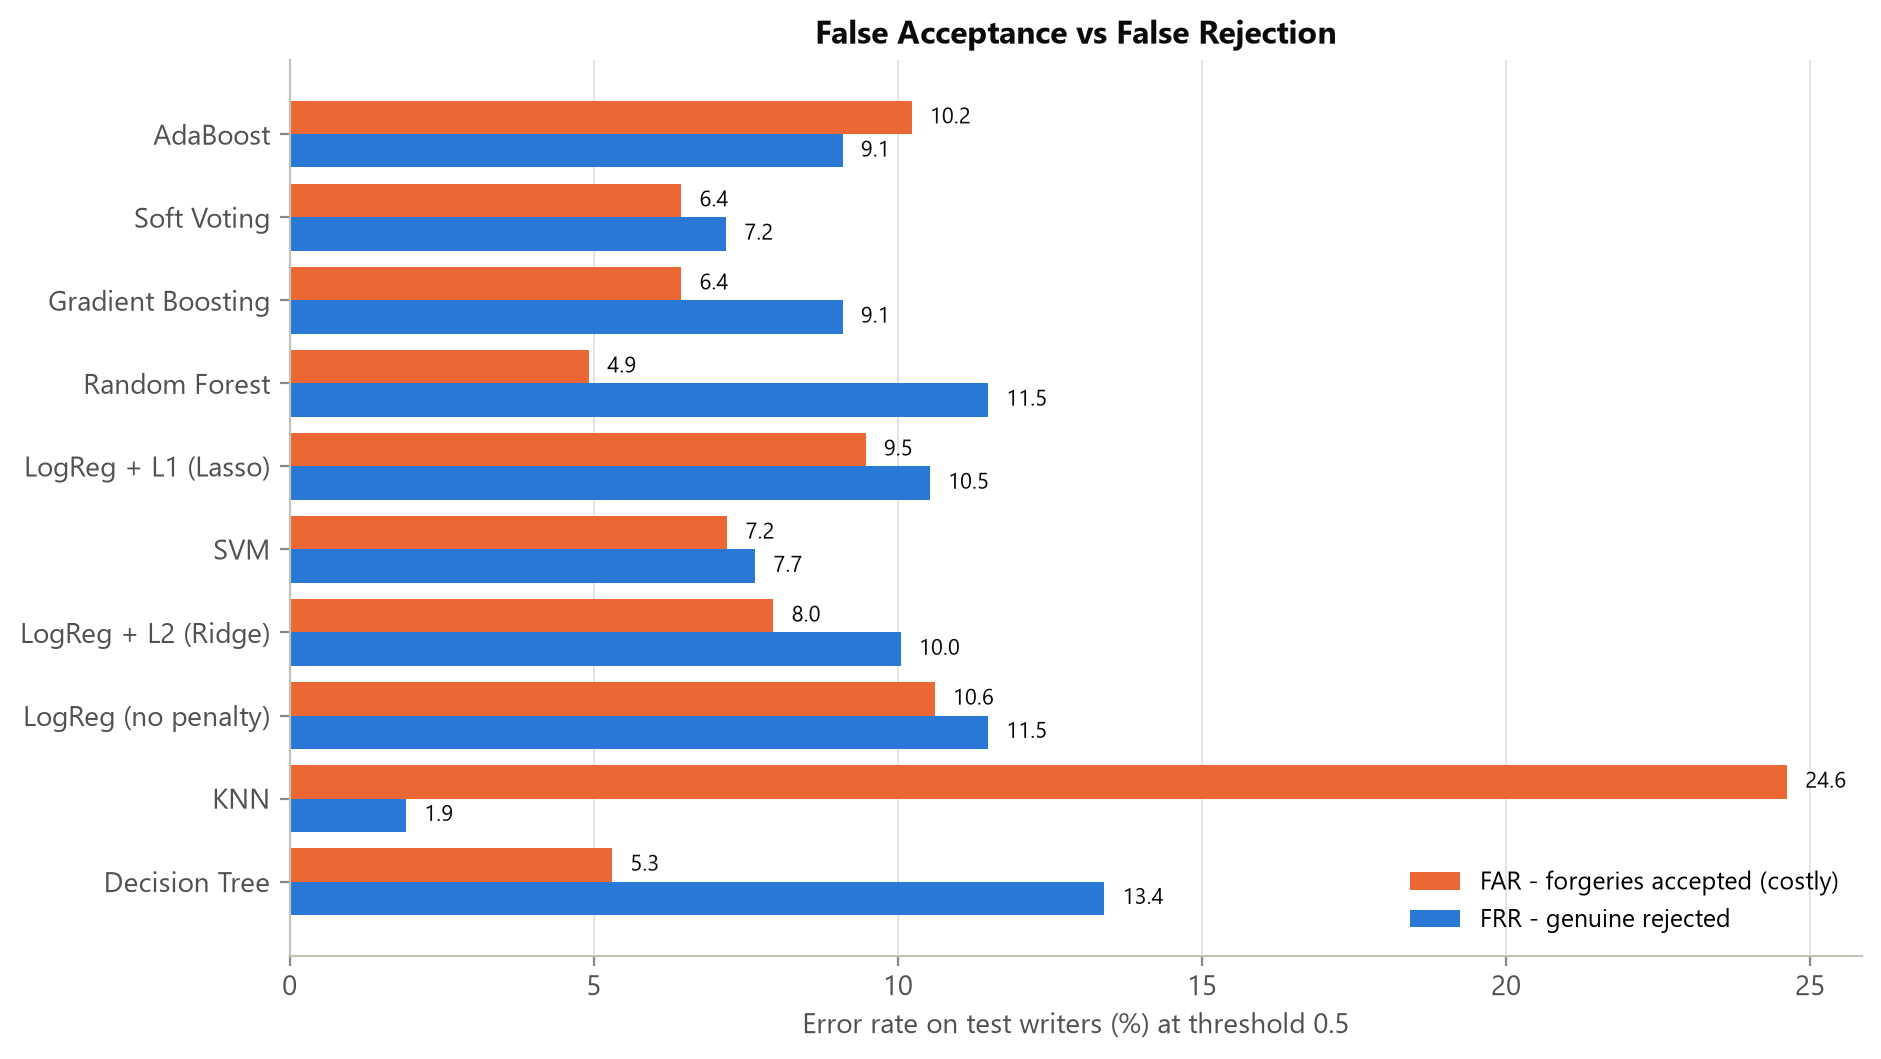 False Acceptance vs False Rejection
AdaBoost
10.2
9.1
Soft Voting
6.4
7.2
Gradient Boosting
6.4
9.1
Random Forest
4.9
11.5
LogReg + L1 (Lasso)
9.5
10.5
SVM
7.2
7.7
LogReg + L2 (Ridge)
8.0
10.0
LogReg (no penalty)
10.6
11.5
KNN
24.6
1.9
Decision Tree
5.3
13.4
FAR - forgeries accepted (costly)
FRR - genuine rejected
0 5 10 15 20 25
Error rate on test writers (%) at threshold 0.5